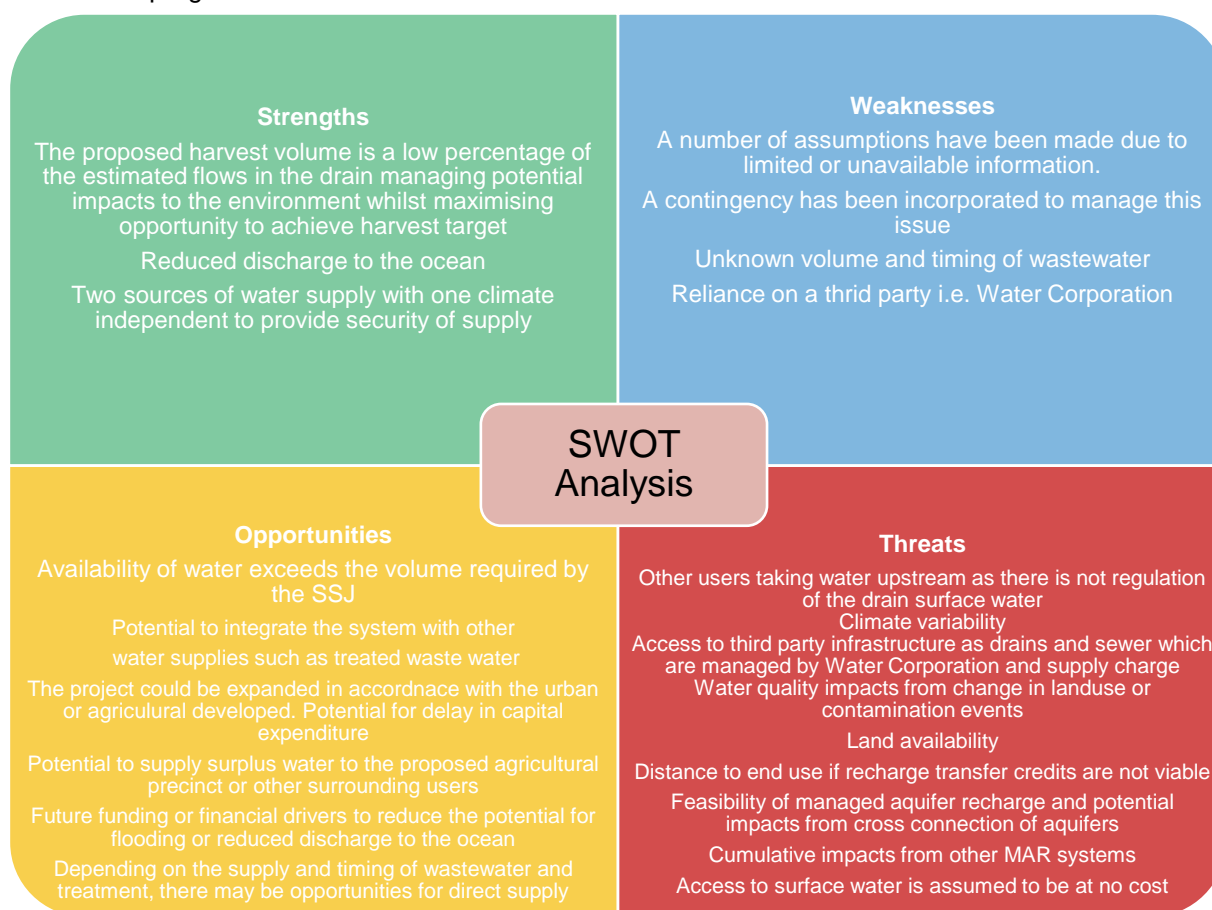 Strengths
The proposed harvest volume is a low percentage of
the estimated flows in the drain managing potential
impacts to the environment whilst maximising
opportunity to achieve harvest target
Reduced discharge to the ocean
Two sources of water supply with one climate
independent to provide security of supply
Weaknesses
A number of assumptions have been made due to
limited or unavailable information.
A contingency has been incorporated to manage this
issue
Unknown volume and timing of wastewater
Reliance on a thrid party i.e. Water Corporation
SWOT
Analysis
Opportunities
Availability of water exceeds the volume required by
the SSJ
Potential to integrate the system with other
water supplies such as treated waste water
The project could be expanded in accordnace with the urban
or agriculural developed. Potential for delay in capital
expenditure
Potential to supply surplus water to the proposed agricultural
precinct or other surrounding users
Future funding or financial drivers to reduce the potential for
flooding or reduced discharge to the ocean
Depending on the supply and timing of wastewater and
treatment, there may be opportunities for direct supply
Threats
Other users taking water upstream as there is not regulation
of the drain surface water
Climate variability
Access to third party infrastructure as drains and sewer which
are managed by Water Corporation and supply charge
Water quality impacts from change in landuse or
contamination events
Land availability
Distance to end use if recharge transfer credits are not viable
Feasibility of managed aquifer recharge and potential
impacts from cross connection of aquifers
Cumulative impacts from other MAR systems
Access to surface water is assumed to be at no cost